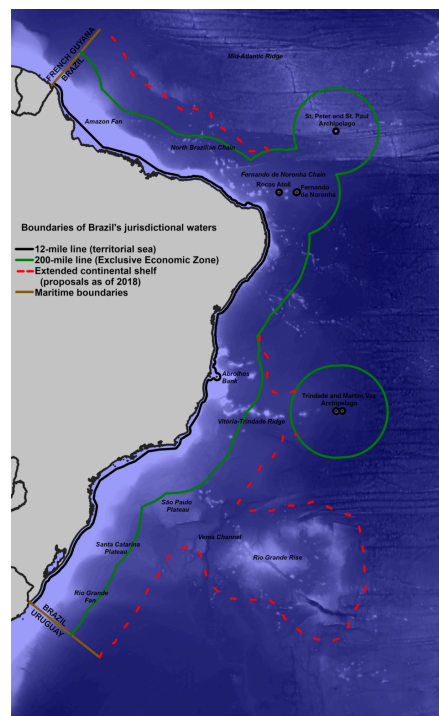 FRENCH GUYANA
BRAZIL
Mid-Atlantic Ridge
St. Peter and St. Paul
Archipelago
Amazon Fan
North Brazilian Chain
Fernando de Noronha Chain
Rocas Atoll
Fernando
da Noronha
Boundaries of Brazil's jurisdictional waters
12-mile line (territorial sea)
200-mile line (Exclusive Economic Zone)
Extended continental shelf
(proposals as of 2018)
Maritime boundaries
Abrolhos
Bank
Trindade and Martim Vaz
Archipelago
Vitória-Trindade Ridge
São Paulo
Plateau
Vema Channel
Santa Catarina
Plateau
Rio Grande Rise
Rio Grande
Fan
BRAZIL
URUGUAY